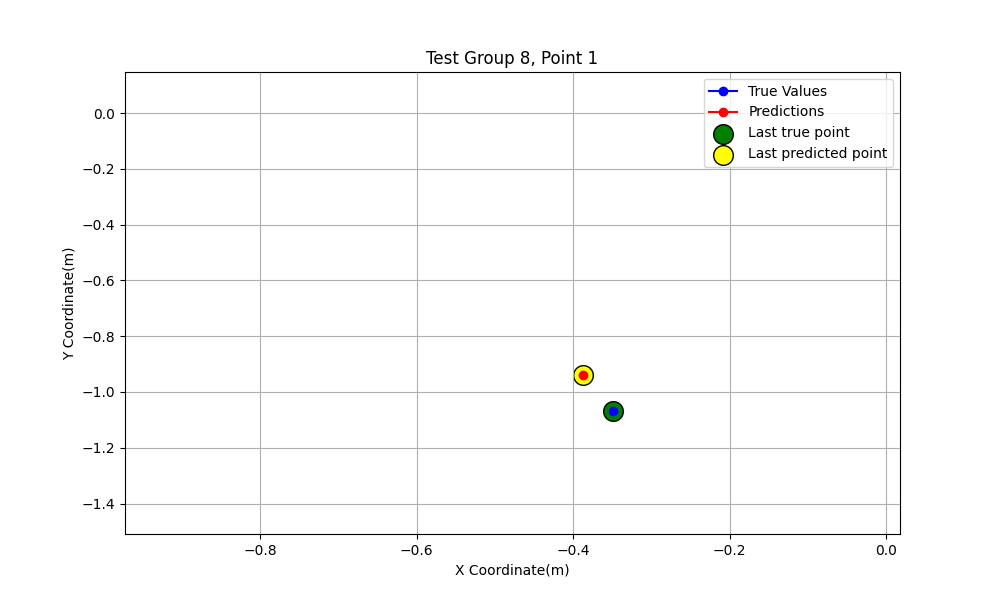 Test Group 8, Point 1
True Values
Predictions
Last true point
Last predicted point
Y Coordinate(m)
0.0
−0.2
−0.4
−0.6
−0.8
−1.0
−1.2
−1.4
−0.8
−0.6
−0.4
−0.2
0.0
X Coordinate(m)